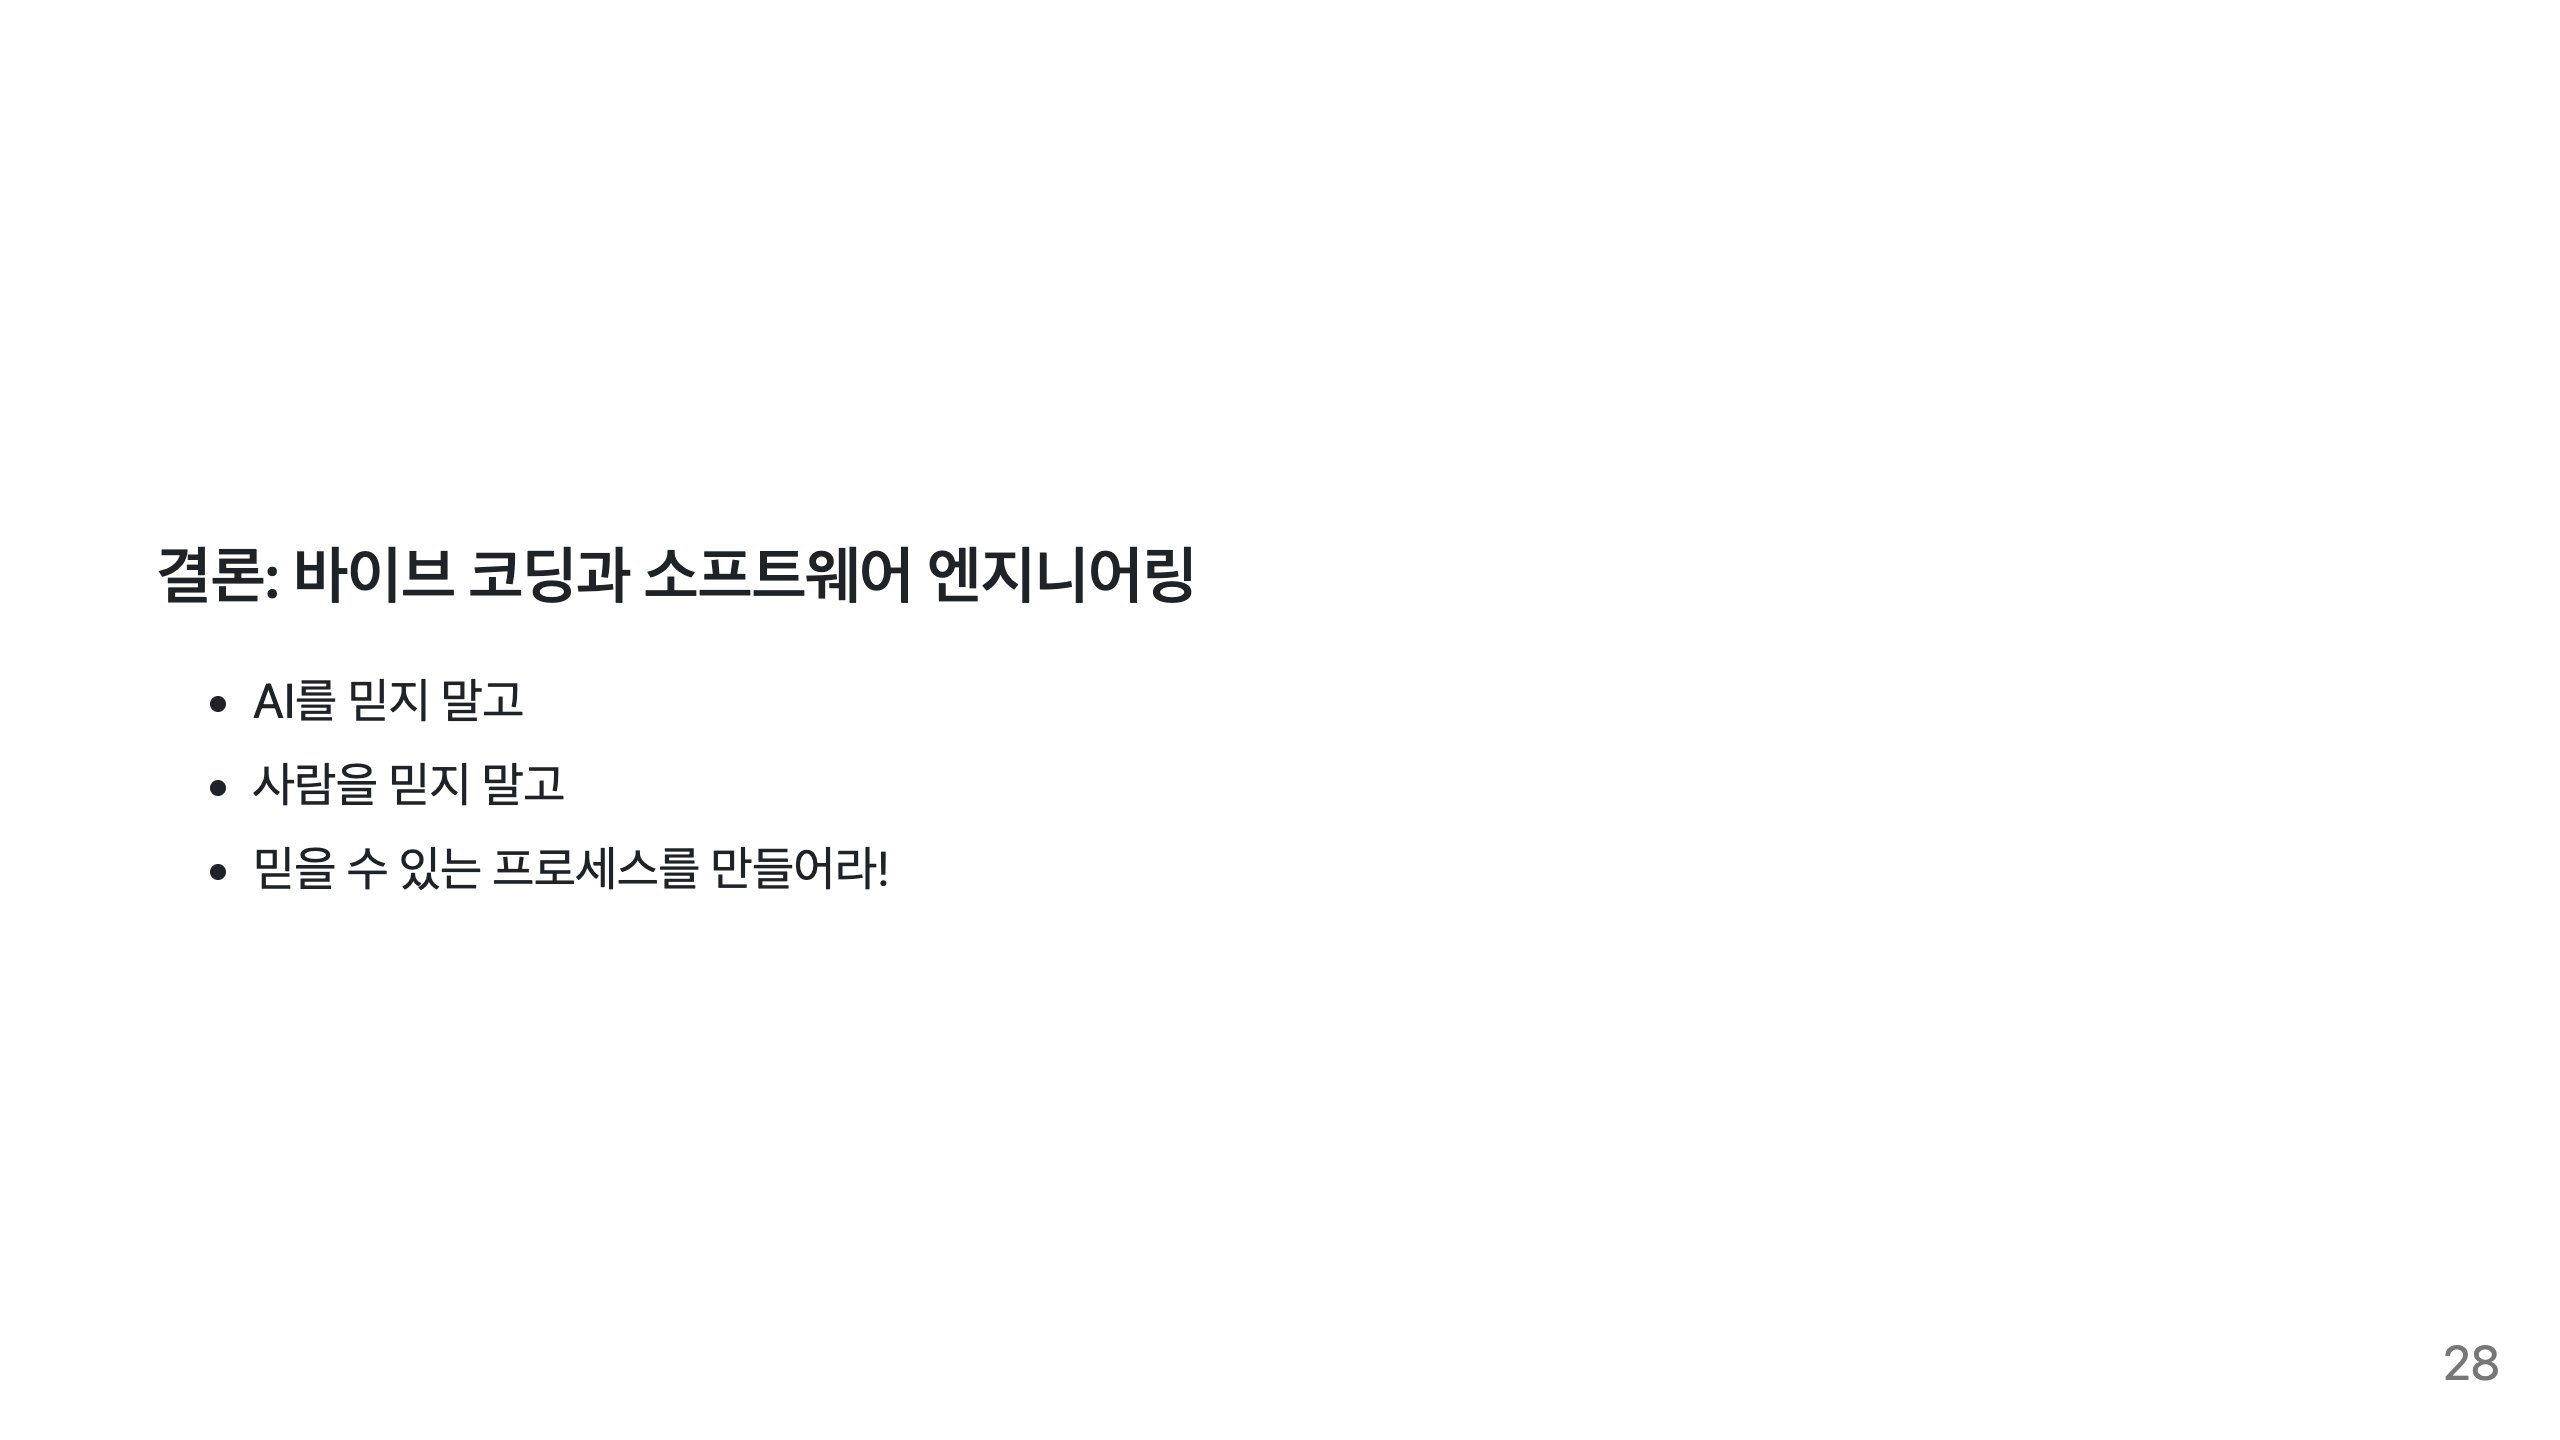 결론: 바이브 코딩과 소프트웨어 엔지니어링
• AI를 믿지 말고
• 사람을 믿지 말고
• 믿을 수 있는 프로세스를 만들어라!
28